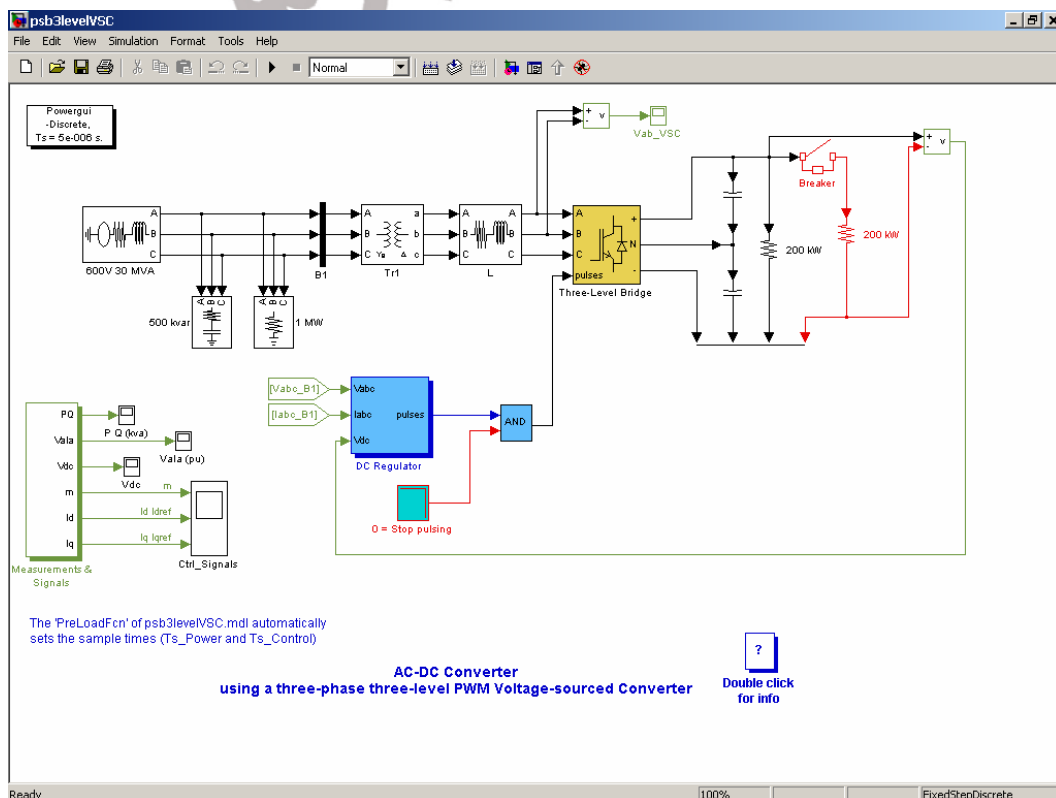 psb3levelVSC
File Edit View Simulation Format Tools Help
Normal
Powergui
-Discrete,
Ts = 5e-006 s.
+
-
v
Vab_VSC
+
-
v
Breaker
200 kW
200 kW
A
B
C
600V 30 MVA
B1
A
B
C
a
b
c
Tr1
A
B
C
A
B
C
L
A
B
C
pulses
+
N
-
Three-Level Bridge
A B C
500 kvar
A B C
1 MW
[Vabc_B1]
[Iabc_B1]
Vabc
Iabc
Vdc
pulses
DC Regulator
AND
0 = Stop pulsing
PQ
VaIa
Vdc
m
Id
Iq
P Q (kva)
VaIa (pu)
Vdc
m
Id Idref
Iq Iqref
Ctrl_Signals
Measurements &
Signals
The 'PreLoadFcn' of psb3levelVSC.mdl automatically
sets the sample times (Ts_Power and Ts_Control)
AC-DC Converter
using a three-phase three-level PWM Voltage-sourced Converter
?
Double click
for info
Ready
100%
FixedStepDiscrete